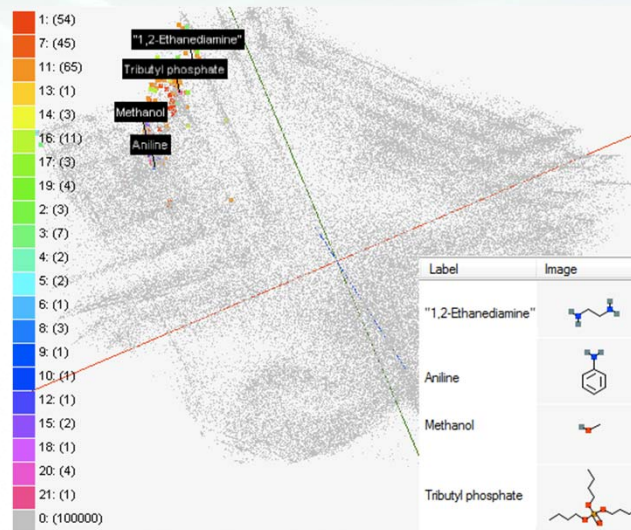 1: (54)
7: (45)
11: (65)
13: (1)
14: (3)
16: (11)
17: (3)
19: (4)
2: (3)
3: (7)
4: (2)
5: (2)
6: (1)
8: (3)
9: (1)
10: (1)
12: (1)
15: (2)
18: (1)
20: (4)
21: (1)
0: (100000)
"1,2-Ethanediamine"
Tributyl phosphate
Methanol
Aniline
Label Image
"1,2-Ethanediamine"
Aniline
Methanol
Tributyl phosphate